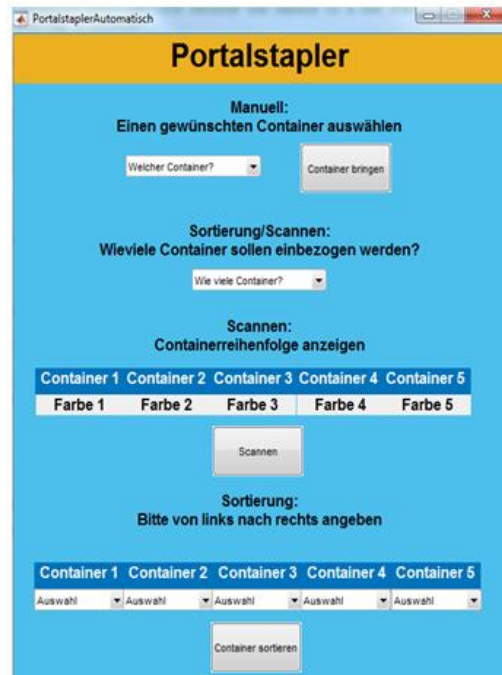 PortalstaplerAutomatisch
Portalstapler
Manuell:
Einen gewünschten Container auswählen
Welcher Container?
Container bringen
Sortierung/Scannen:
Wieviele Container sollen einbezogen werden?
Wie viele Container?
Scannen:
Containerreihenfolge anzeigen
Container 1 Container 2 Container 3 Container 4 Container 5
Farbe 1 Farbe 2 Farbe 3 Farbe 4 Farbe 5
Scannen
Sortierung:
Bitte von links nach rechts angeben
Container 1 Container 2 Container 3 Container 4 Container 5
Auswahl Auswahl Auswahl Auswahl Auswahl
Container sortieren